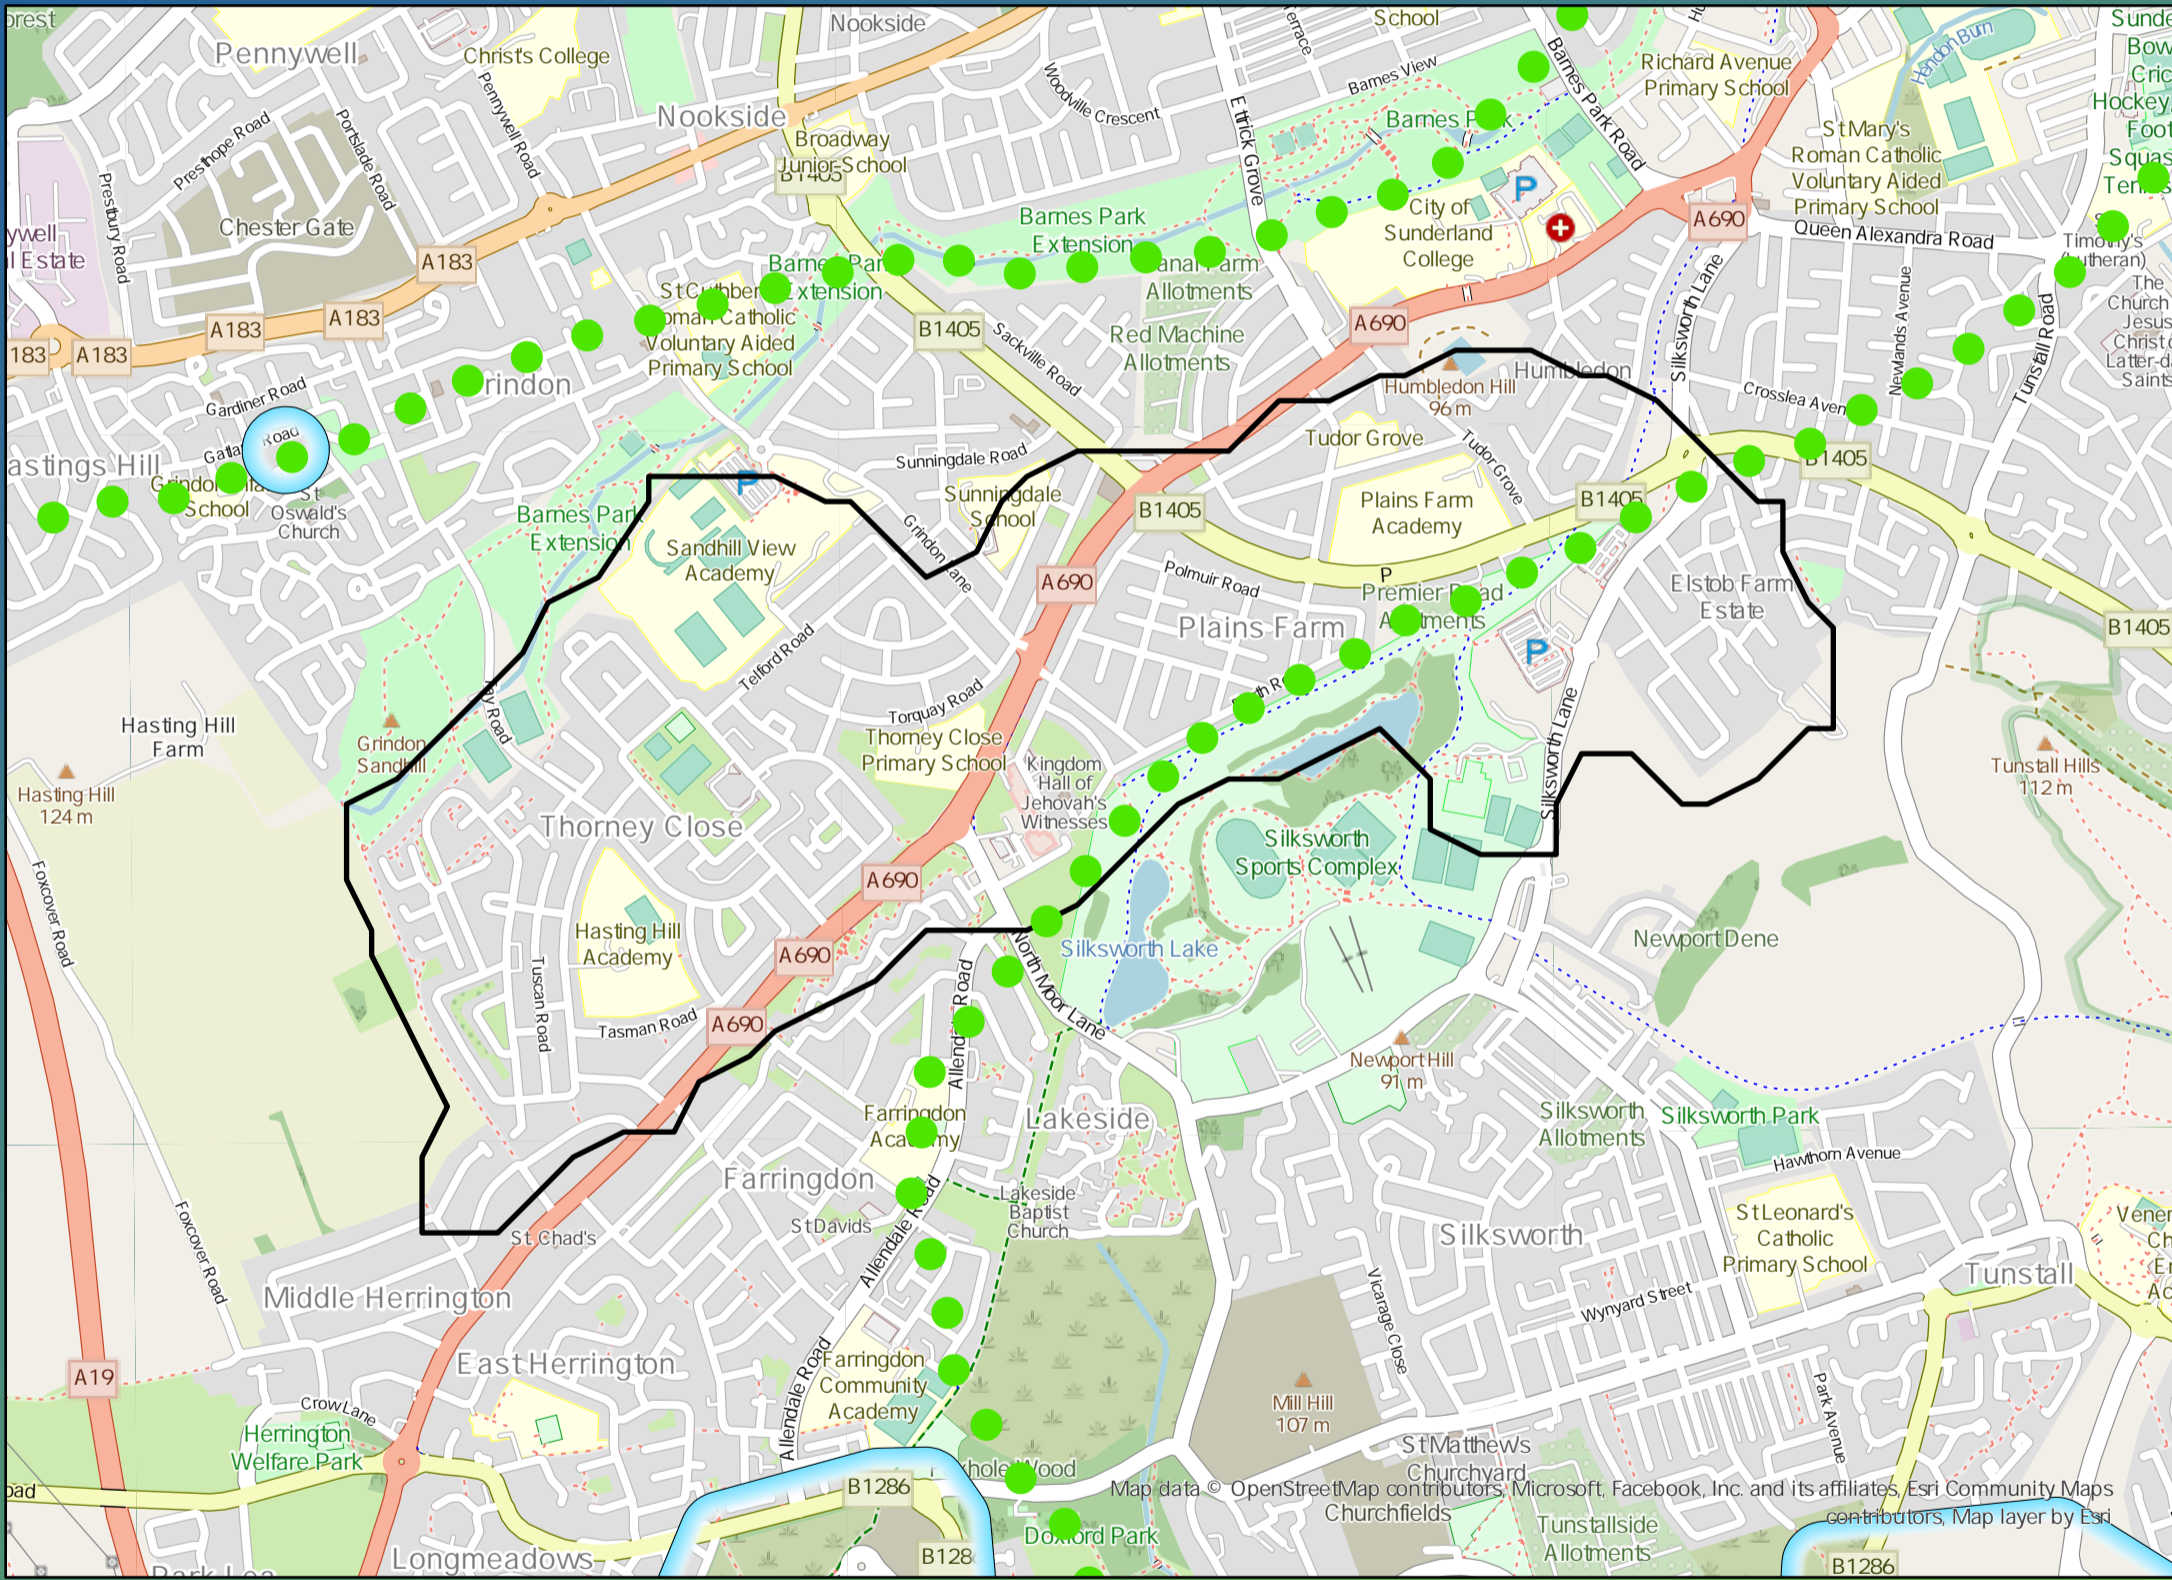 Pennywell
Christ's College
Nookside
School
Nookside
Barnes View
Woodville Crescent
Ettrick Grove
Barnes Park Road
Richard Avenue
Primary School
Hendon Burn
Presthope Road
Portslade Road
Pennywell Road
Prestbury Road
Chester Gate
Broadway
Junior School
B1405
St Mary's
Roman Catholic
Voluntary Aided
Primary School
Barnes Park
Extension
City of
Sunderland
College
P
A690
Queen Alexandra Road
A183
A183
A183
A183
Allotments
Red Machine
Allotments
B1405
Sackville Road
A690
Silksworth Lane
Newlands Avenue
Tunstall Road
Extension
Voluntary Aided
Primary School
Gardiner Road
Humbledon
Humbledon Hill
96 m
Crosslea Avenue
Tudor Grove
Tudor Grove
Sunningdale Road
Sunningdale
School
B1405
B1405
B1405
P
School
St
Oswald's
Church
Barnes Park
Extension
Sandhill View
Academy
Grindon Lane
Plains Farm
Academy
A690
Polmuir Road
P
Plains Farm
Elstob Farm
Estate
P
B1405
Telford Road
Torquay Road
Thorney Close
Primary School
Hasting Hill
Farm
Grindon
Sandhill
Hasting Hill
124 m
Kingdom
Hall of
Jehovah's
Witnesses
Silksworth Lane
Tunstall Hills
112 m
Thorney Close
Silksworth
Sports Complex
A690
Foxcover Road
Hasting Hill
Academy
A690
Silksworth Lake
North Moor Lane
Newport Dene
Tuscan Road
Tasman Road
A690
Newport Hill
91 m
Lakeside
Silksworth
Allotments
Silksworth Park
Hawthorn Avenue
Farringdon
St Davids
Lakeside
Baptist
Church
Foxcover Road
St. Chad's
Allendale Road
Silksworth
St Leonard's
Catholic
Primary School
Tunstall
Middle Herrington
Vicarage Close
Wynyard Street
East Herrington
A19
Crow Lane
Farringdon
Community
Academy
Allendale Road
Mill Hill
107 m
Park Avenue
Herrington
Welfare Park
B1286
St Matthew's
Churchyard
Map data © OpenStreetMap contributors, Microsoft, Facebook, Inc. and its affiliates, Esri Community Maps
contributors, Map layer by Esri
Churchfields
Tunstallside
Allotments
Longmeadows
B1286